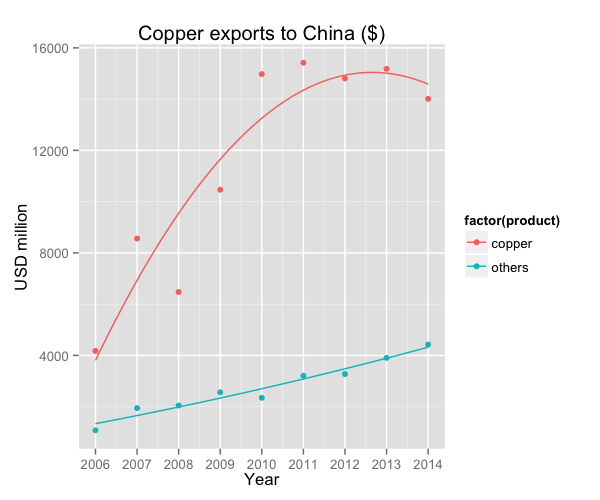 Copper exports to China ($)
16000
12000
8000
4000
USD million
2006 2007 2008 2009 2010 2011 2012 2013 2014
Year
factor(product)
copper
others